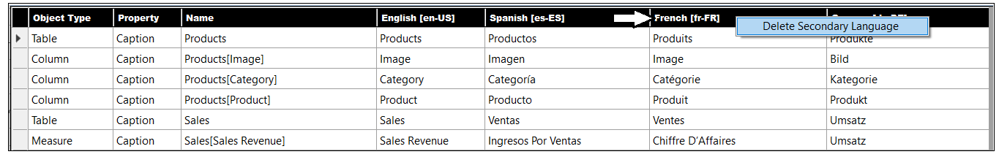 Object Type Property Name English [en-US] Spanish [es-ES] French [fr-FR]
Delete Secondary Language
Table Caption Products Products Productos Produits Produkte
Column Caption Products[Image] Image Imagen Image Bild
Column Caption Products[Category] Category Categoría Catégorie Kategorie
Column Caption Products[Product] Product Producto Produit Produkt
Table Caption Sales Sales Ventas Ventes Umsatz
Measure Caption Sales[Sales Revenue] Sales Revenue Ingresos Por Ventas Chiffre D'Affaires Umsatz